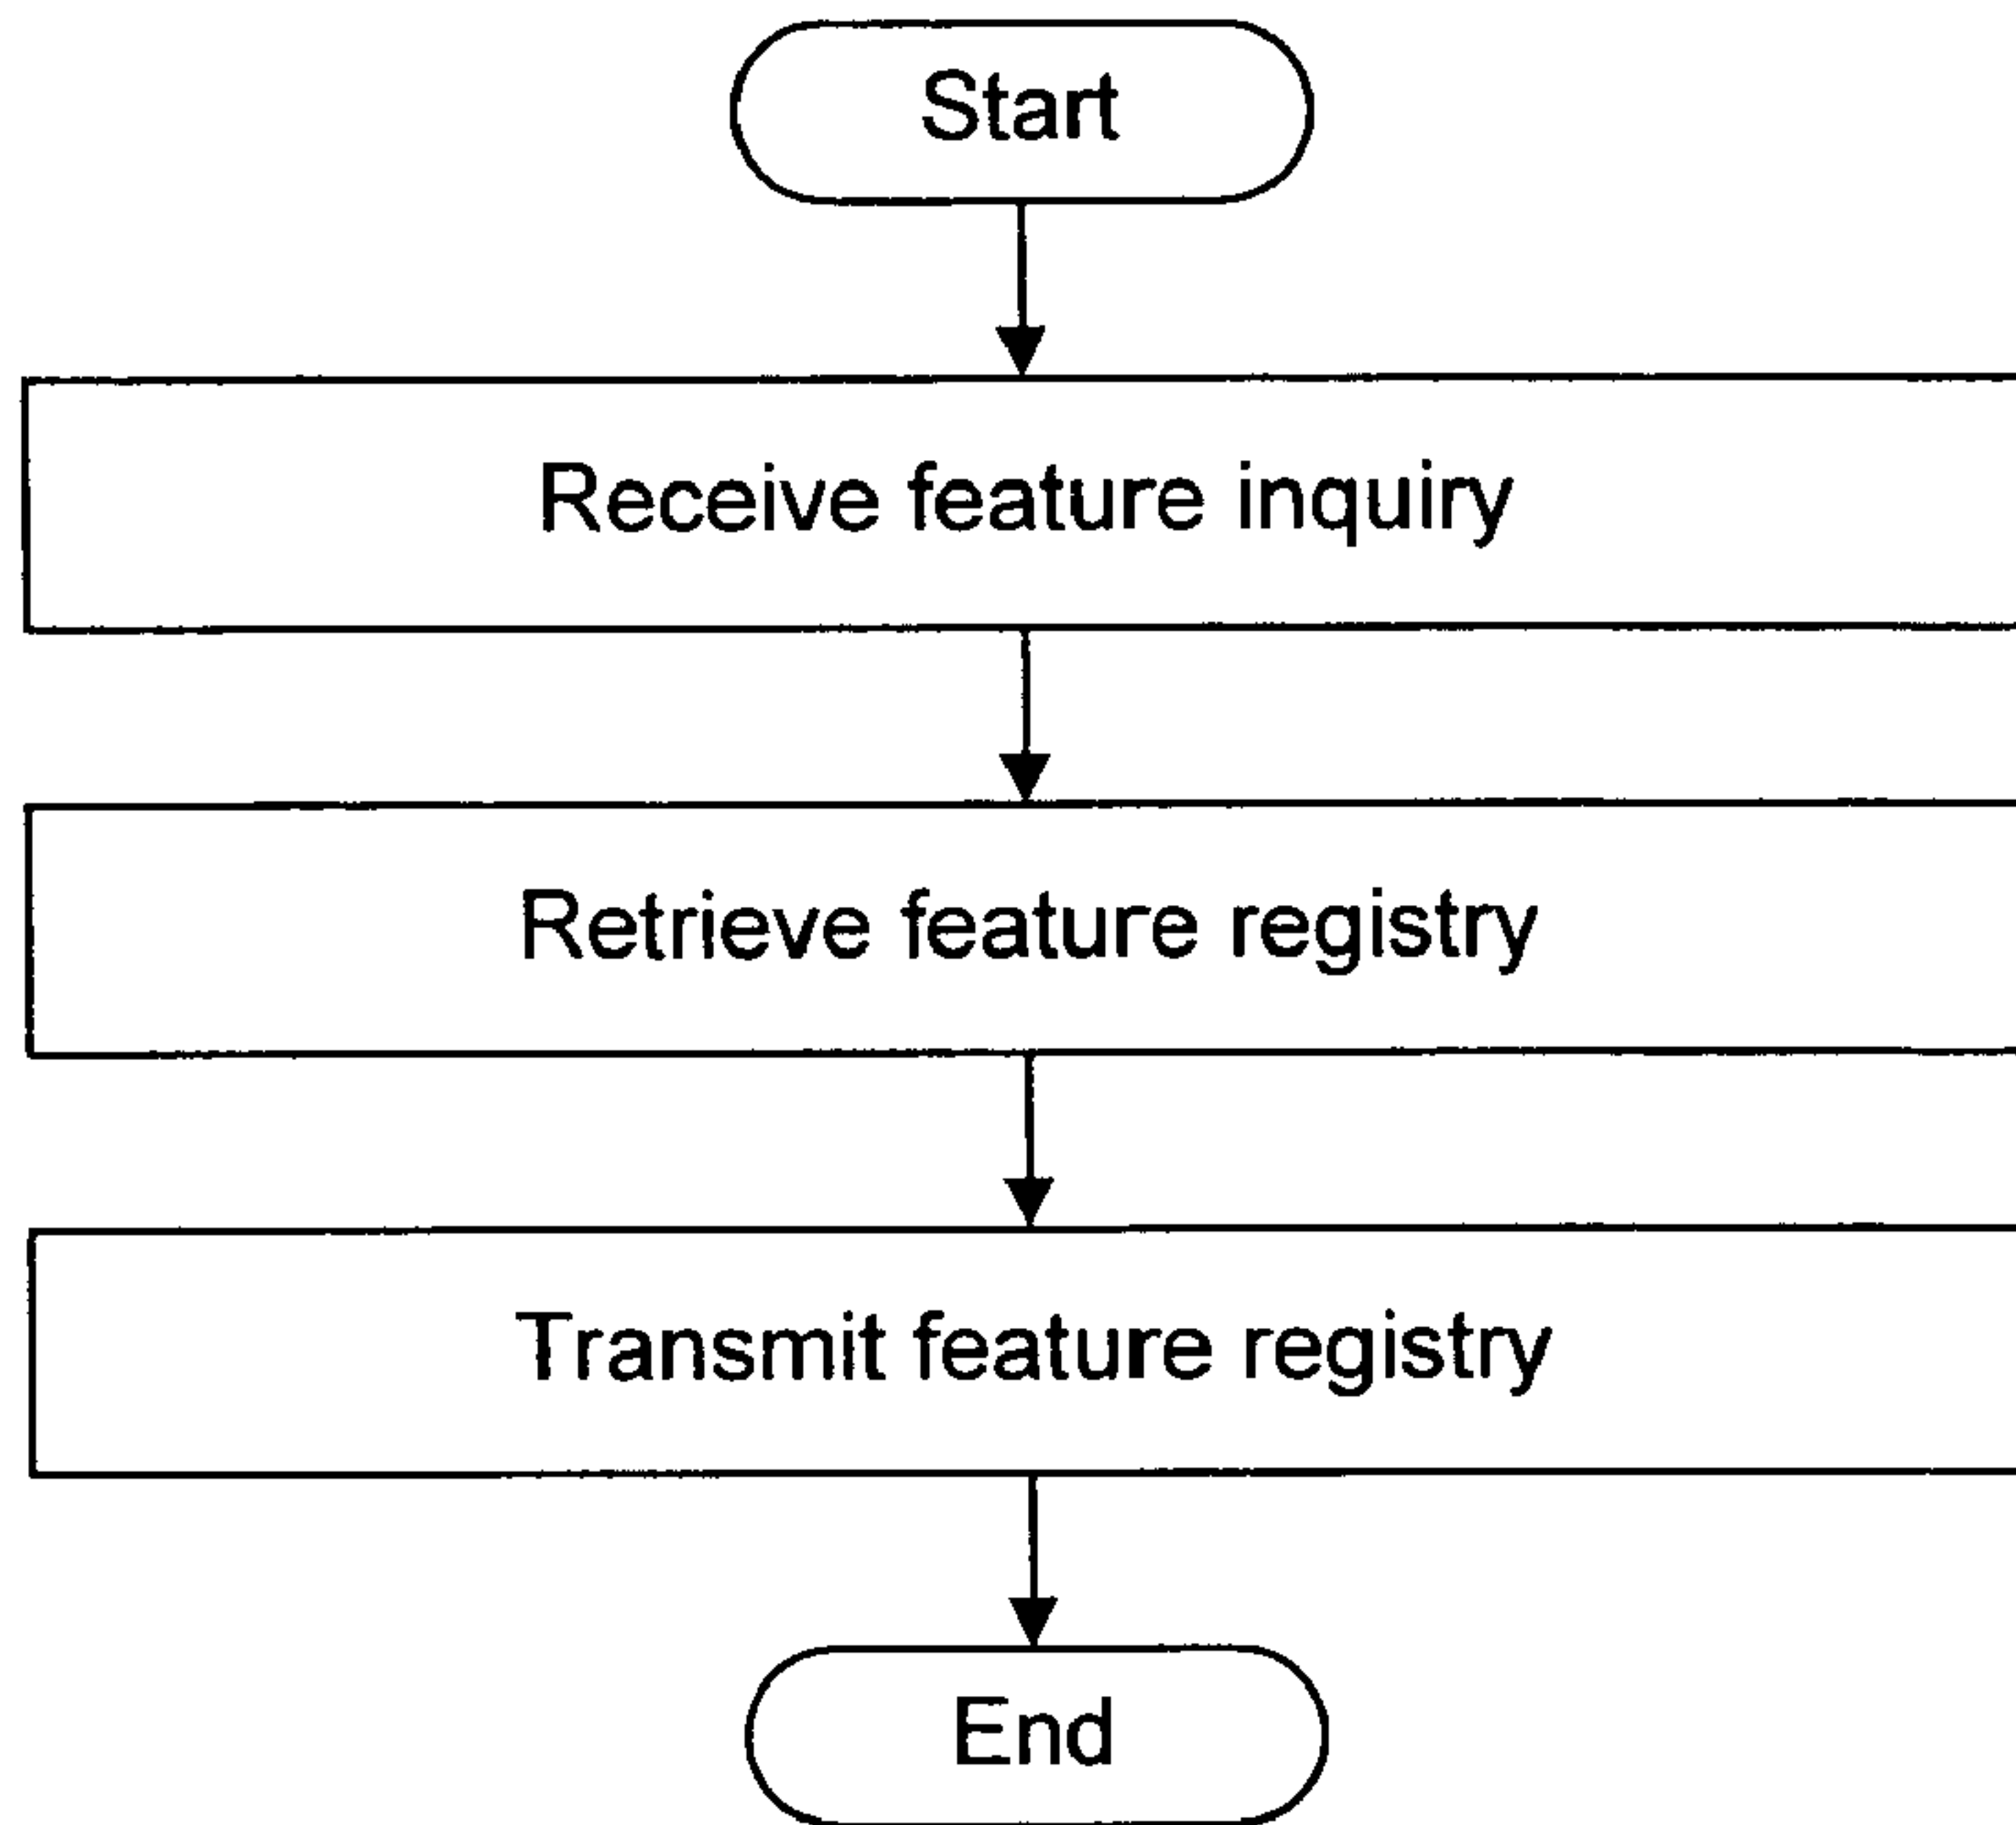 Start
Receive feature inquiry
Retrieve feature registry
Transmit feature registry
End